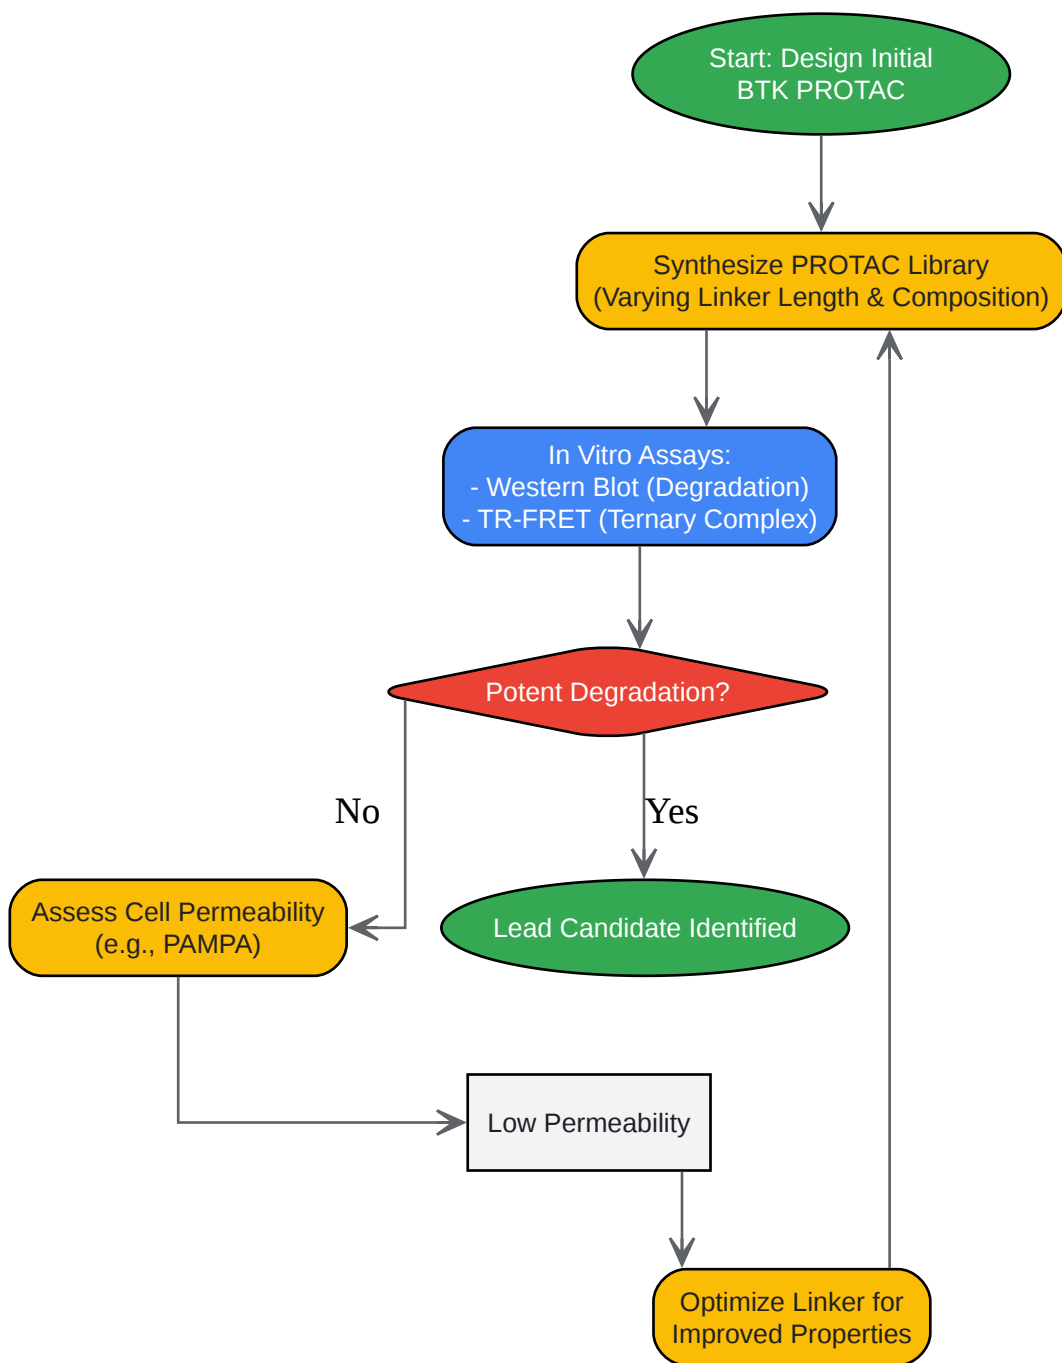 Start: Design Initial
BTK PROTAC
Synthesize PROTAC Library
(Varying Linker Length & Composition)
In Vitro Assays:
- Western Blot (Degradation)
- TR-FRET (Ternary Complex)
Potent Degradation?
No
Yes
Assess Cell Permeability
(e.g., PAMPA)
Lead Candidate Identified
Low Permeability
Optimize Linker for
Improved Properties